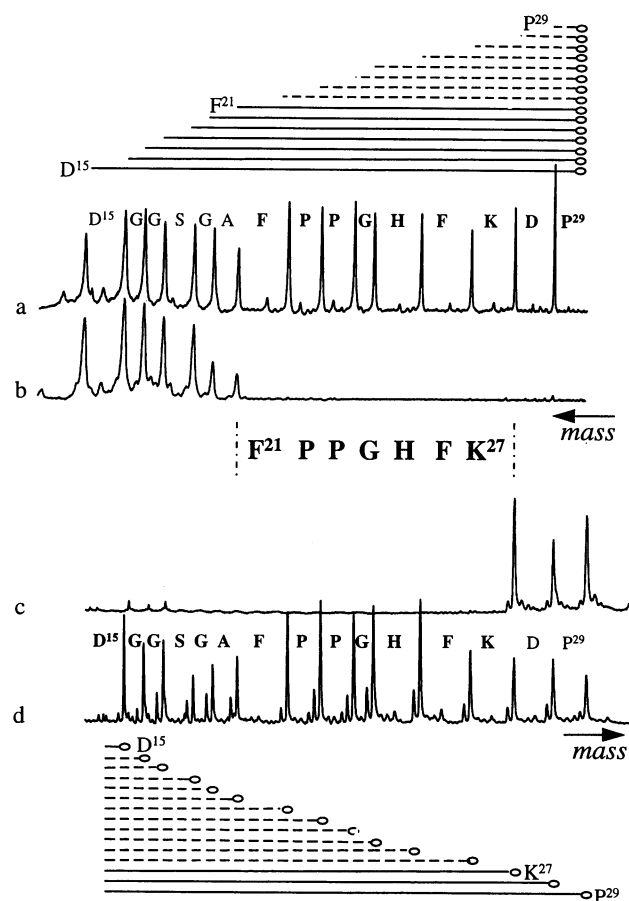 P²⁹
F²¹
D¹⁵
D¹⁵ G G S G A F P P G H F K D P²⁹
a
b
mass
F²¹ P P G H F K²⁷
c
D¹⁵ G G S G A F P P G H F K D P²⁹
d
mass
D¹⁵
K²⁷
P²⁹